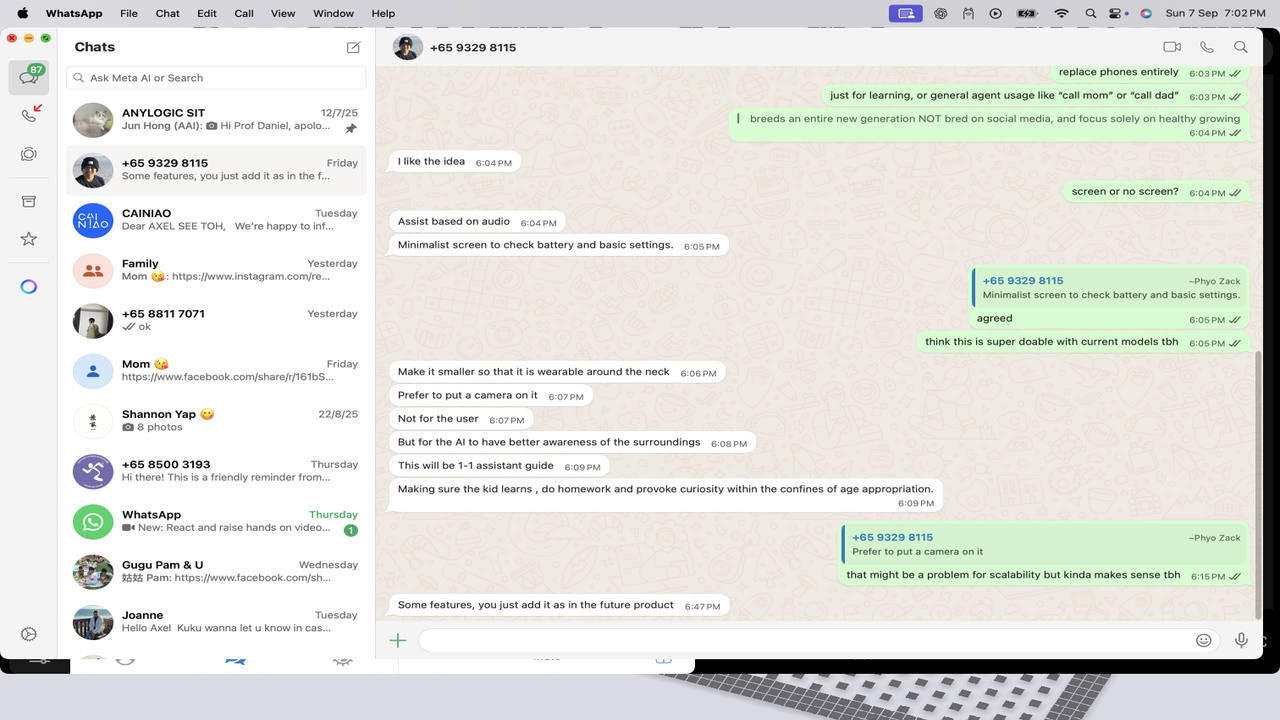 WhatsApp File Chat Edit Call View Window Help Sun 7 Sep 7:02 PM
87
Chats
Ask Meta AI or Search
ANYLOGIC SIT 12/7/25
Jun Hong (AAI): Hi Prof Daniel, apolo...
+65 9329 8115 Friday
Some features, you just add it as in the f...
CAINIAO Tuesday
Dear AXEL SEE TOH, We're happy to inf...
Family Yesterday
Mom 😘: https://www.instagram.com/re...
+65 8811 7071 Yesterday
ok
Mom 😘 Friday
https://www.facebook.com/share/r/161bS...
Shannon Yap 😋 22/8/25
8 photos
+65 8500 3193 Thursday
Hi there! This is a friendly reminder from...
WhatsApp Thursday
New: React and raise hands on video... 1
Gugu Pam & U Wednesday
姑姑 Pam: https://www.facebook.com/sh...
Joanne Tuesday
Hello Axel Kuku wanna let u know in cas...
+65 9329 8115
replace phones entirely 6:03 PM
just for learning, or general agent usage like “call mom” or “call dad” 6:03 PM
breeds an entire new generation NOT bred on social media, and focus solely on healthy growing
6:04 PM
I like the idea 6:04 PM
screen or no screen? 6:04 PM
Assist based on audio 6:04 PM
Minimalist screen to check battery and basic settings. 6:05 PM
+65 9329 8115 ~Phyo Zack
Minimalist screen to check battery and basic settings.
agreed 6:05 PM
think this is super doable with current models tbh 6:05 PM
Make it smaller so that it is wearable around the neck 6:06 PM
Prefer to put a camera on it 6:07 PM
Not for the user 6:07 PM
But for the AI to have better awareness of the surroundings 6:08 PM
This will be 1-1 assistant guide 6:09 PM
Making sure the kid learns , do homework and provoke curiosity within the confines of age appropriation.
6:09 PM
+65 9329 8115 ~Phyo Zack
Prefer to put a camera on it
that might be a problem for scalability but kinda makes sense tbh 6:15 PM
Some features, you just add it as in the future product 6:47 PM